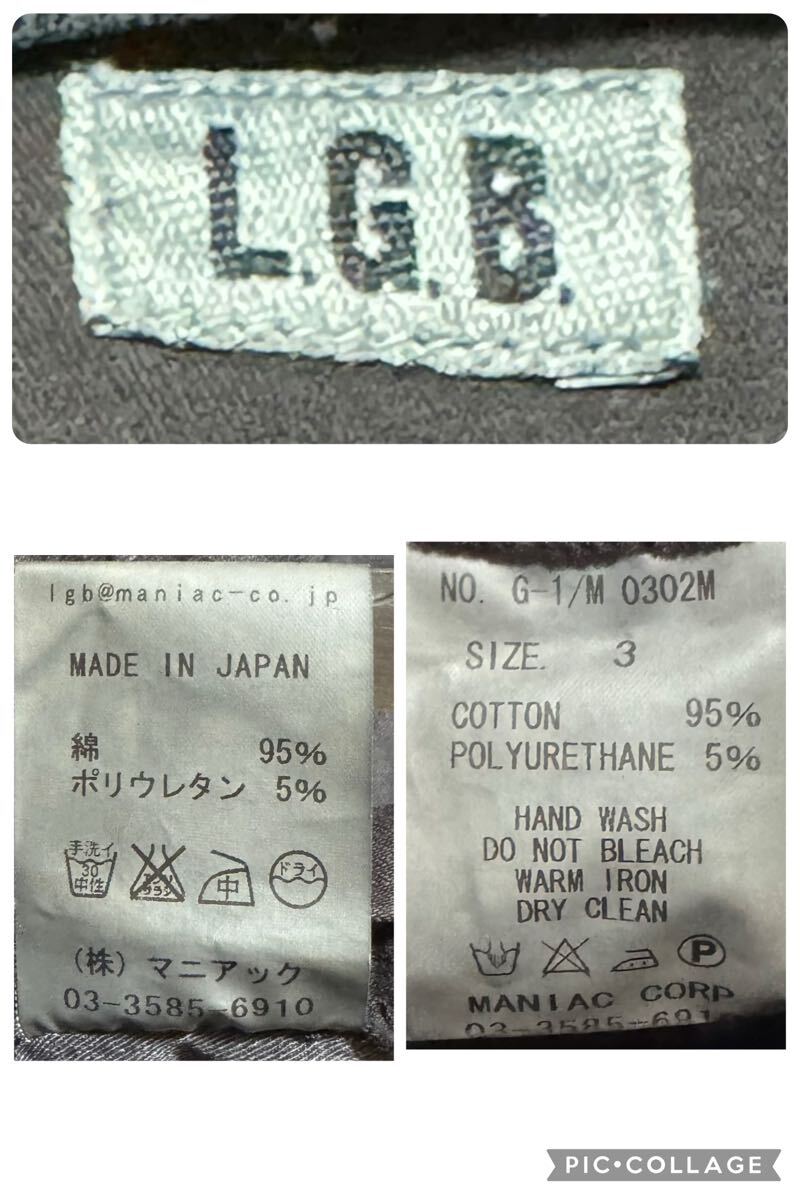 L.G.B.
lgb@maniac-co.jp
MADE IN JAPAN
綿 95%
ポリウレタン 5%
手洗イ
30
中性
中
ドライ
(株) マニアック
03-3585-6910
NO. G-1/M 0302M
SIZE. 3
COTTON 95%
POLYURETHANE 5%
HAND WASH
DO NOT BLEACH
WARM IRON
DRY CLEAN
P
MANIAC CORP
03-3585-691
PIC•COLLAGE